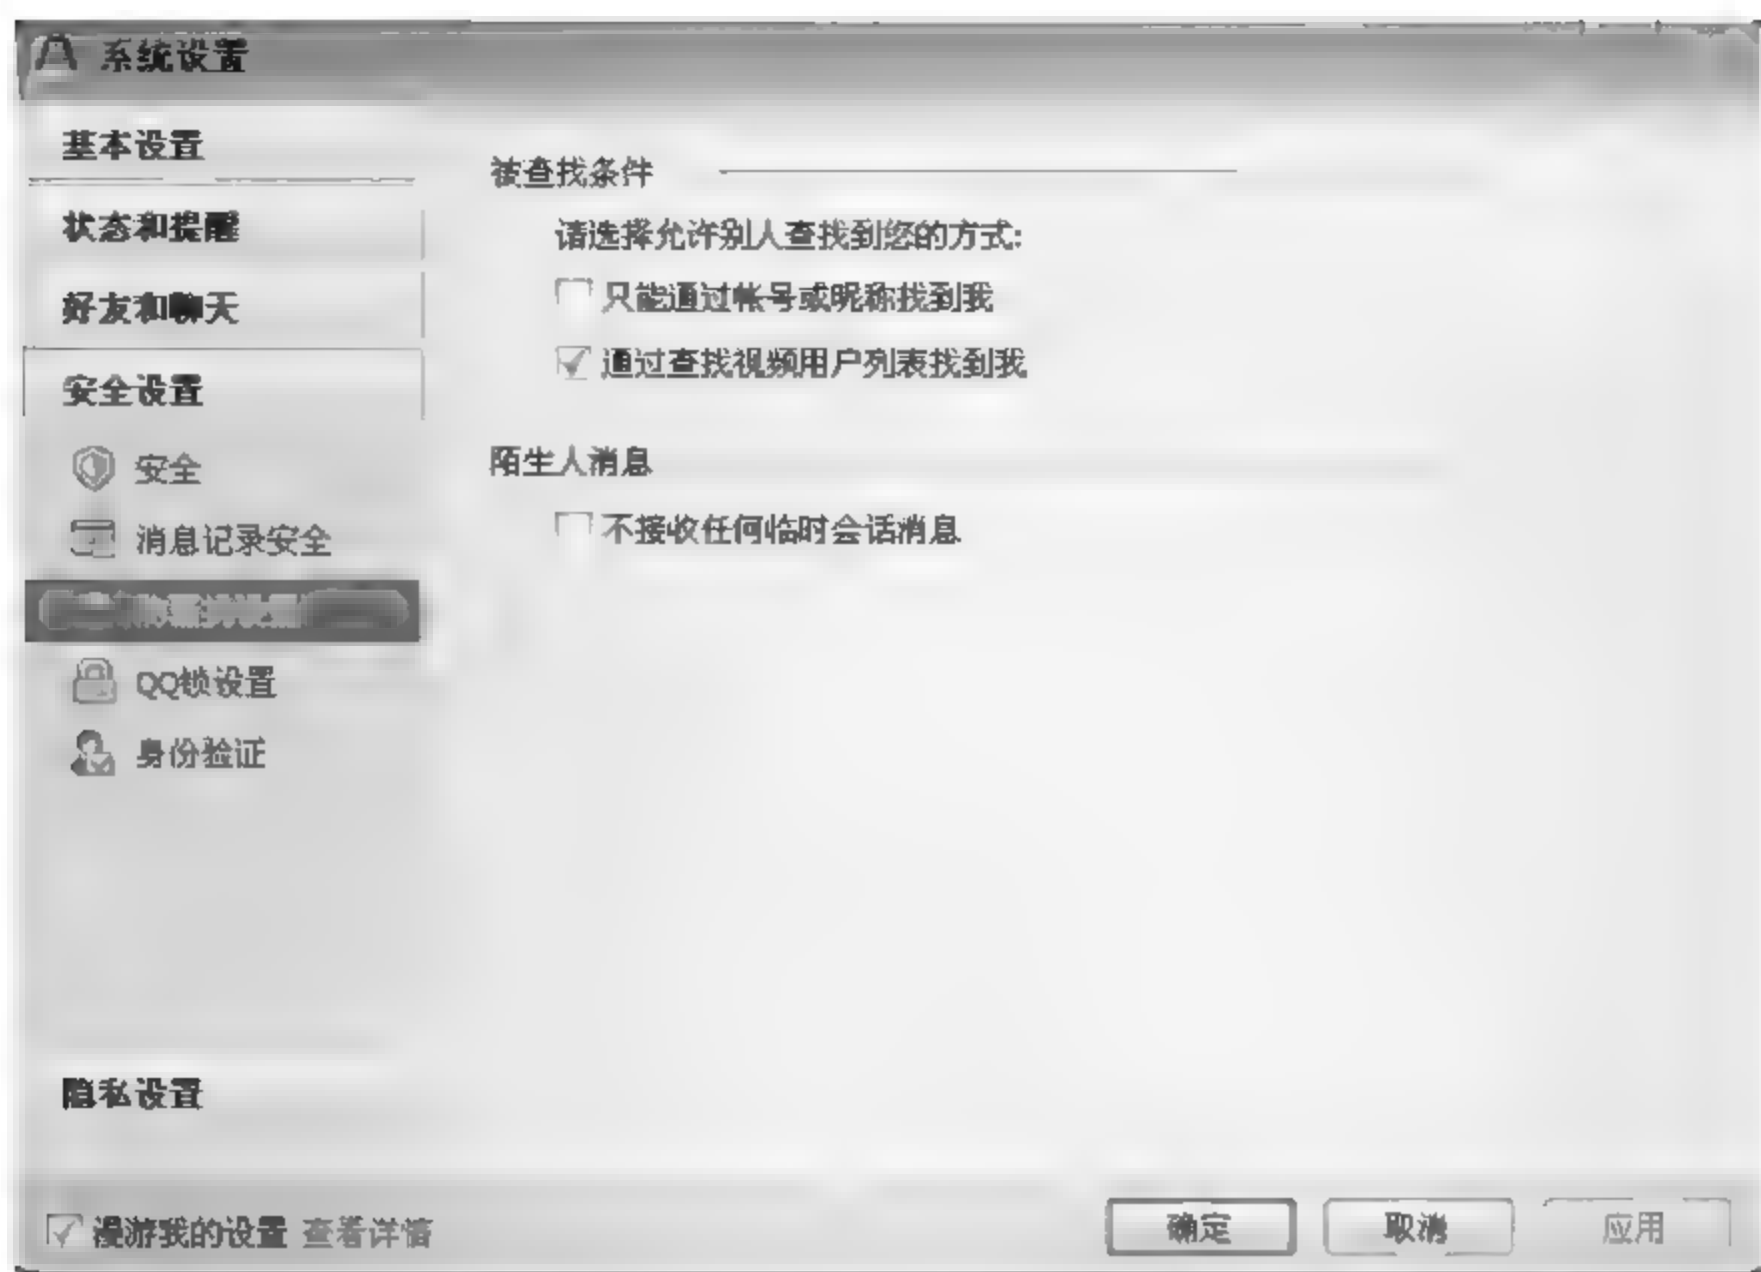 系统设置
基本设置
状态和提醒
好友和聊天
安全设置
安全
消息记录安全
QQ锁设置
身份验证
隐私设置
被查找条件
请选择允许别人查找到您的方式:
只能通过帐号或昵称找到我
通过查找视频用户列表找到我
陌生人消息
不接收任何临时会话消息
漫游我的设置 查看详情
确定
取消
应用